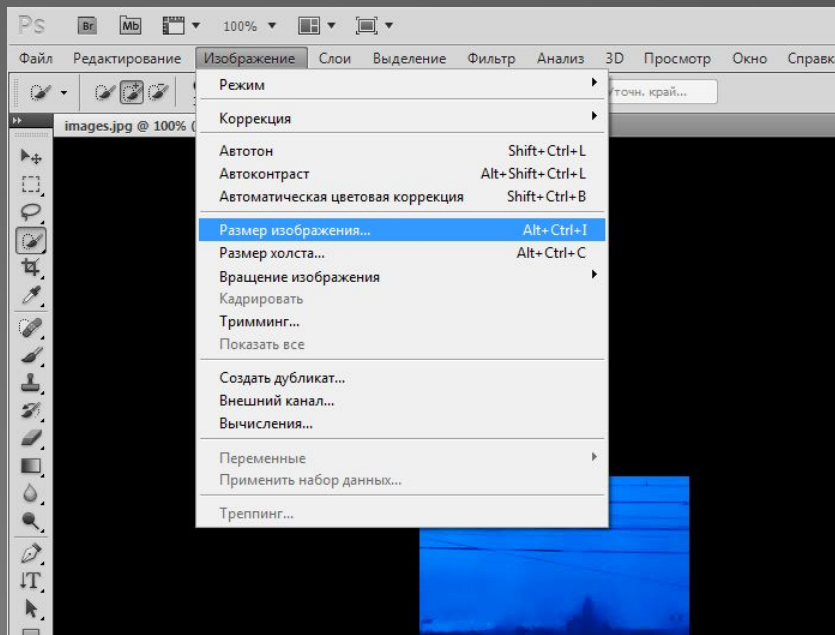 Ps Br Mb 100%
Файл Редактирование Изображение Слои Выделение Фильтр Анализ 3D Просмотр Окно
Режим
край...
images.jpg @ 100% (
Коррекция
Автотон Shift+Ctrl+L
Автоконтраст Alt+Shift+Ctrl+L
Автоматическая цветовая коррекция Shift+Ctrl+B
Размер изображения... Alt+Ctrl+I
Размер холста... Alt+Ctrl+C
Вращение изображения
Кадрировать
Тримминг...
Показать все
Создать дубликат...
Внешний канал...
Вычисления...
Переменные
Применить набор данных...
Треппинг...